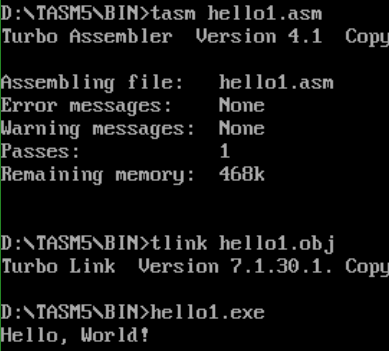 D:\TASM5\BIN>tasm hello1.asm
Turbo Assembler  Version 4.1  Copy
Assembling file:   hello1.asm
Error messages:    None
Warning messages:  None
Passes:            1
Remaining memory:  468k
D:\TASM5\BIN>tlink hello1.obj
Turbo Link  Version 7.1.30.1. Copy
D:\TASM5\BIN>hello1.exe
Hello, World!